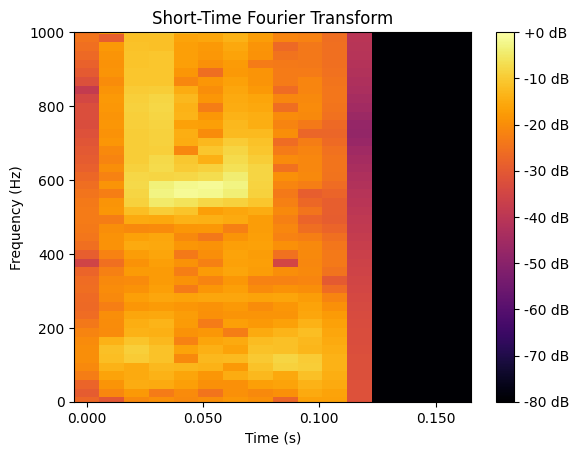 Short-Time Fourier Transform
1000
800
600
400
200
0
Frequency (Hz)
0.000
0.050
0.100
0.150
Time (s)
+0 dB
-10 dB
-20 dB
-30 dB
-40 dB
-50 dB
-60 dB
-70 dB
-80 dB